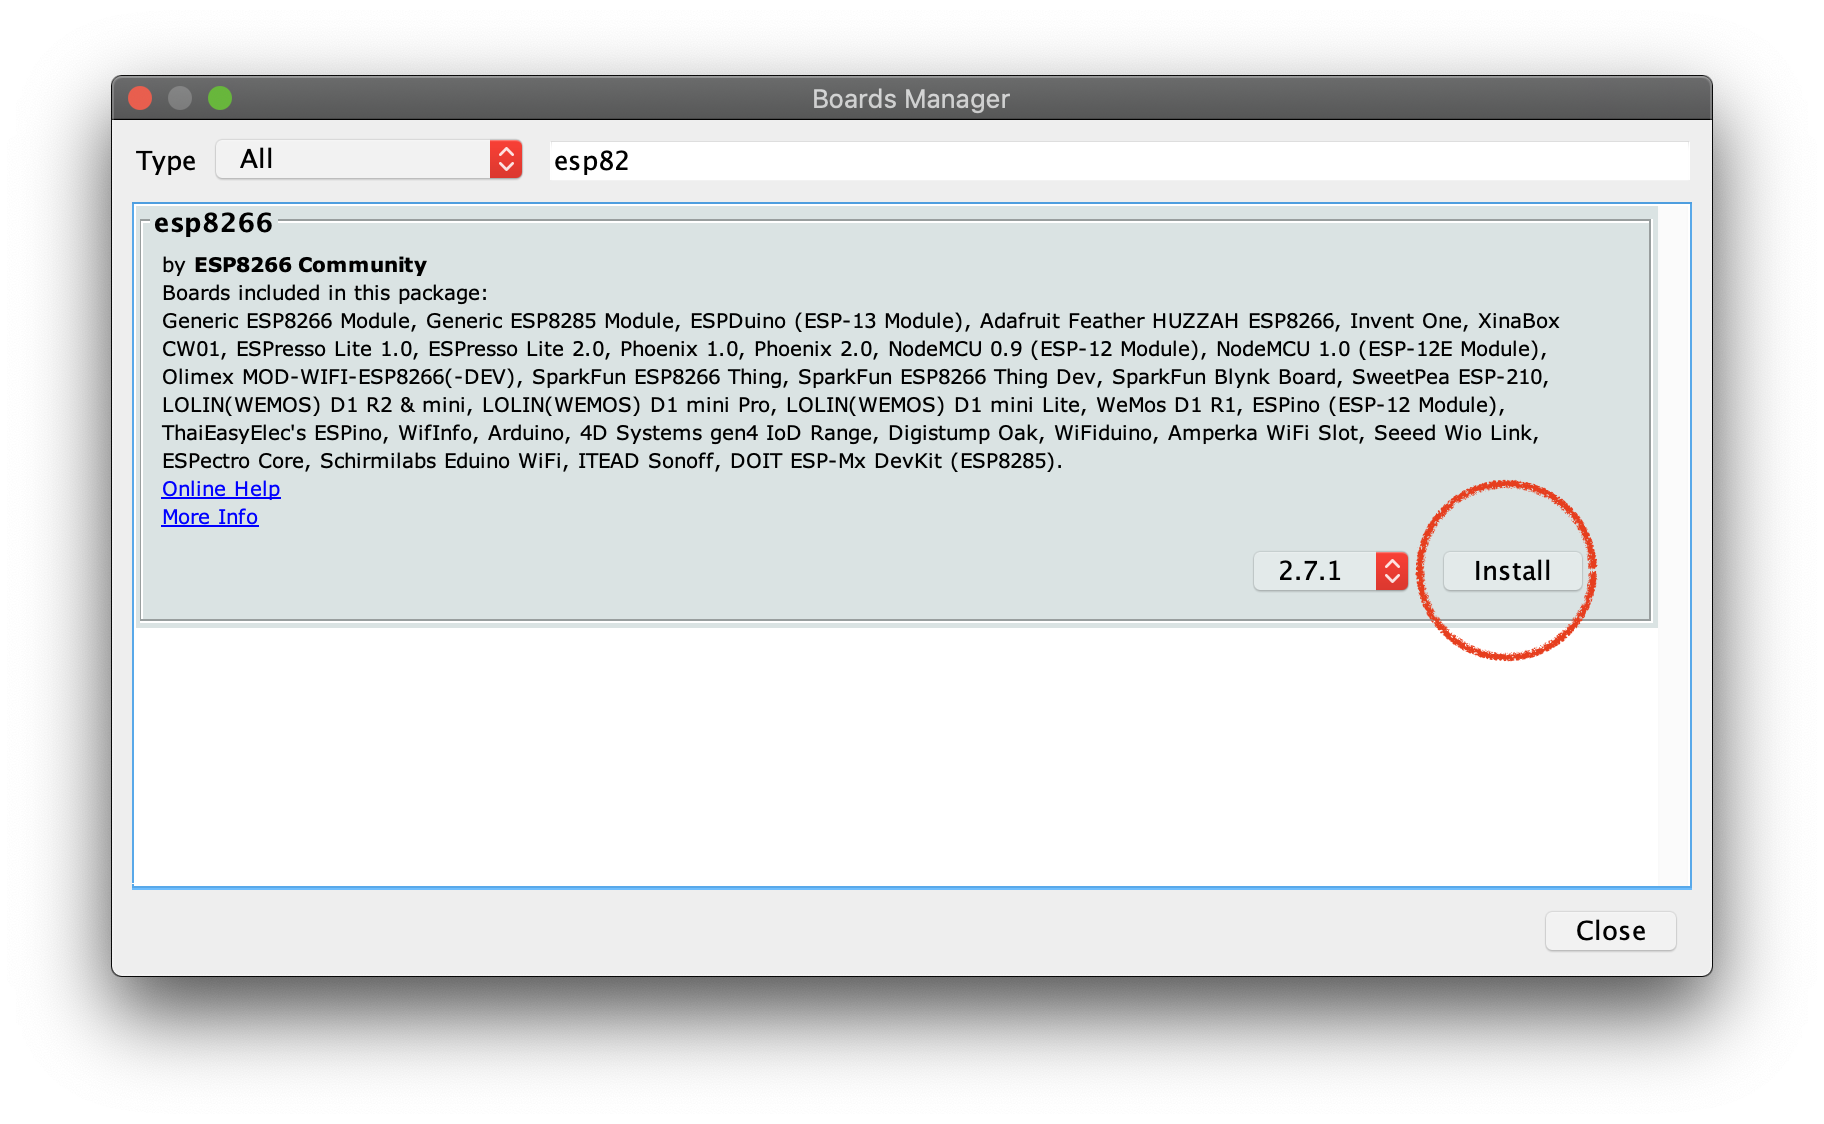 Boards Manager
Type All esp82
esp8266
by ESP8266 Community
Boards included in this package:
Generic ESP8266 Module, Generic ESP8285 Module, ESPDuino (ESP-13 Module), Adafruit Feather HUZZAH ESP8266, Invent One, XinaBox
CW01, ESPresso Lite 1.0, ESPresso Lite 2.0, Phoenix 1.0, Phoenix 2.0, NodeMCU 0.9 (ESP-12 Module), NodeMCU 1.0 (ESP-12E Module),
Olimex MOD-WIFI-ESP8266(-DEV), SparkFun ESP8266 Thing, SparkFun ESP8266 Thing Dev, SparkFun Blynk Board, SweetPea ESP-210,
LOLIN(WEMOS) D1 R2 & mini, LOLIN(WEMOS) D1 mini Pro, LOLIN(WEMOS) D1 mini Lite, WeMos D1 R1, ESPino (ESP-12 Module),
ThaiEasyElec's ESPino, WifInfo, Arduino, 4D Systems gen4 IoD Range, Digistump Oak, WiFiduino, Amperka WiFi Slot, Seeed Wio Link,
ESPectro Core, Schirmilabs Eduino WiFi, ITEAD Sonoff, DOIT ESP-Mx DevKit (ESP8285).
Online Help
More Info
2.7.1 Install
Close